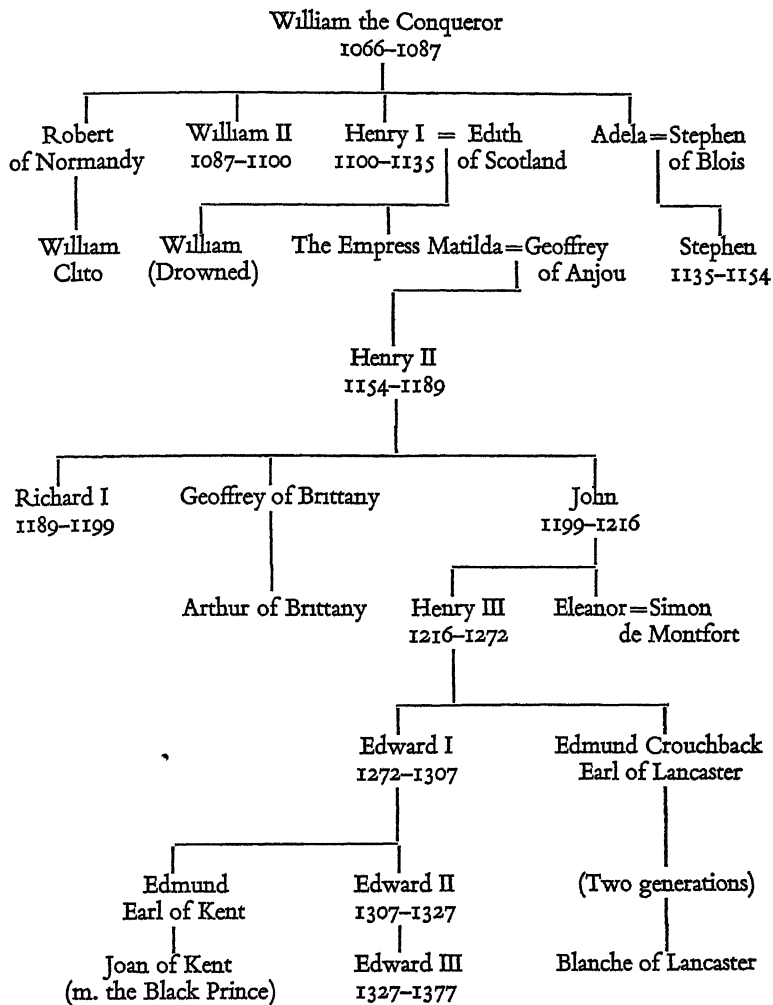 William the Conqueror
1066–1087
Robert of Normandy
William II 1087–1100
Henry I 1100–1135 = Edith of Scotland
Adela = Stephen of Blois
William Clito
William (Drowned)
The Empress Matilda = Geoffrey of Anjou
Stephen 1135–1154
Henry II
1154–1189
Richard I 1189–1199
Geoffrey of Brittany
John 1199–1216
Arthur of Brittany
Henry III 1216–1272
Eleanor = Simon de Montfort
Edward I 1272–1307
Edmund Crouchback Earl of Lancaster
Edmund Earl of Kent
Edward II 1307–1327
(Two generations)
Joan of Kent (m. the Black Prince)
Edward III 1327–1377
Blanche of Lancaster